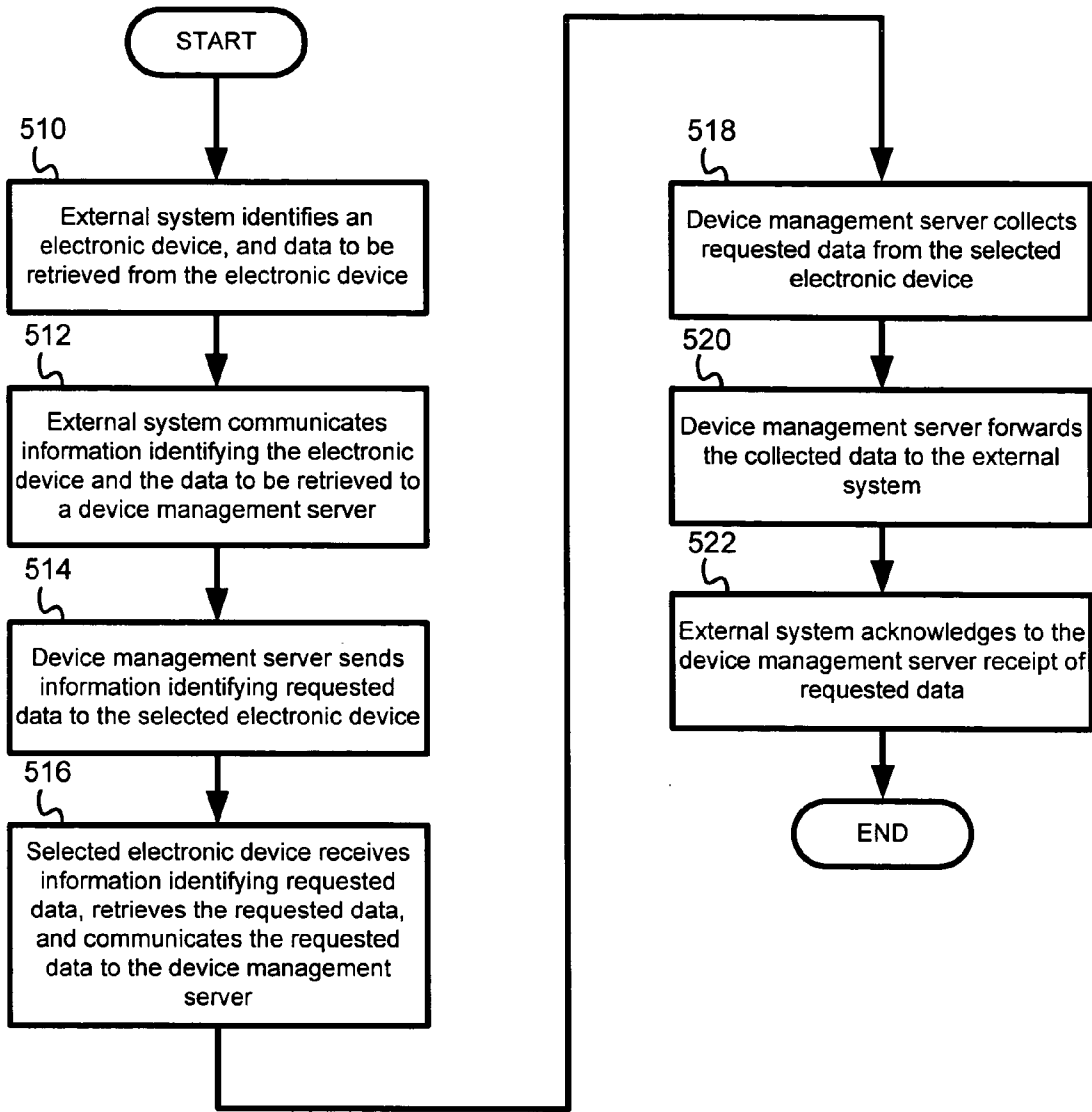 START
510
External system identifies an
electronic device, and data to be
retrieved from the electronic device
512
External system communicates
information identifying the electronic
device and the data to be retrieved to
a device management server
514
Device management server sends
information identifying requested
data to the selected electronic device
516
Selected electronic device receives
information identifying requested
data, retrieves the requested data,
and communicates the requested
data to the device management
server
518
Device management server collects
requested data from the selected
electronic device
520
Device management server forwards
the collected data to the external
system
522
External system acknowledges to the
device management server receipt of
requested data
END